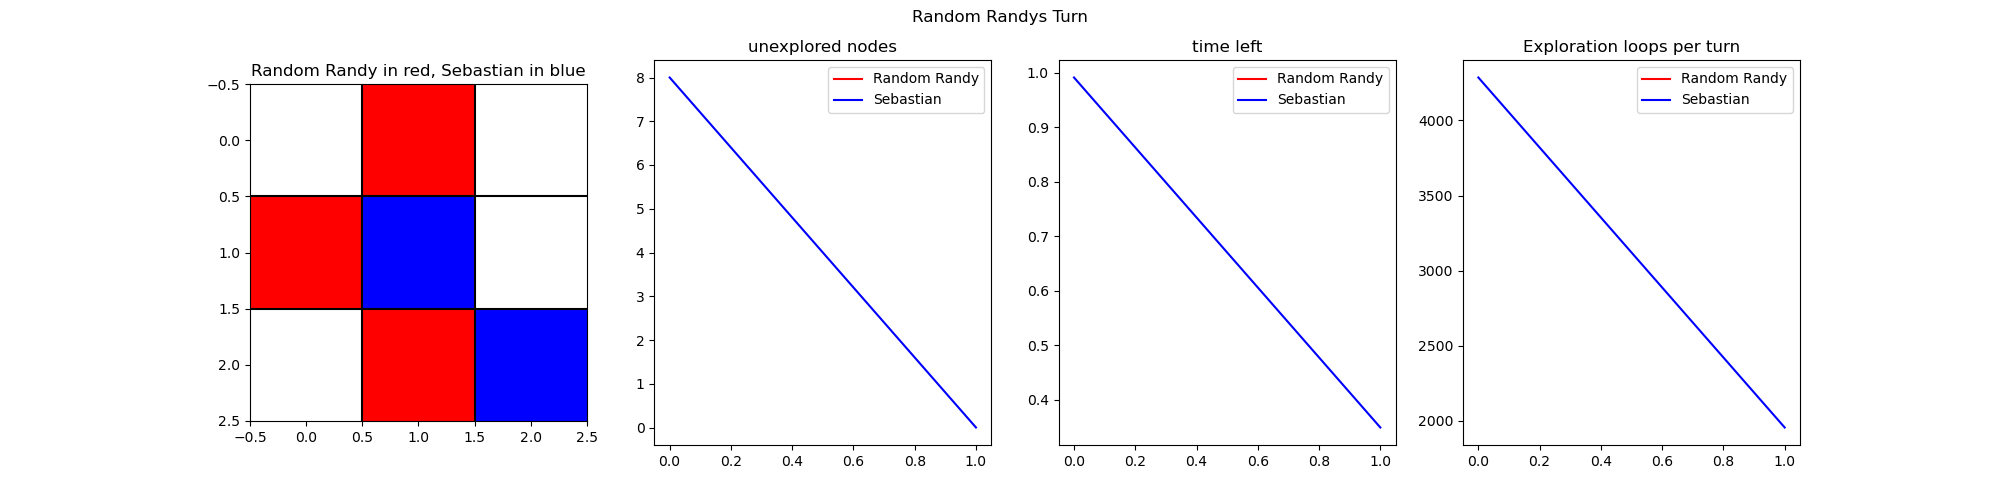 Random Randys Turn
Random Randy in red, Sebastian in blue
−0.5
0.0
0.5
1.0
1.5
2.0
2.5
−0.5 0.0 0.5 1.0 1.5 2.0 2.5
unexplored nodes
Random Randy
Sebastian
8
7
6
5
4
3
2
1
0
0.0 0.2 0.4 0.6 0.8 1.0
time left
Random Randy
Sebastian
1.0
0.9
0.8
0.7
0.6
0.5
0.4
0.0 0.2 0.4 0.6 0.8 1.0
Exploration loops per turn
Random Randy
Sebastian
4000
3500
3000
2500
2000
0.0 0.2 0.4 0.6 0.8 1.0